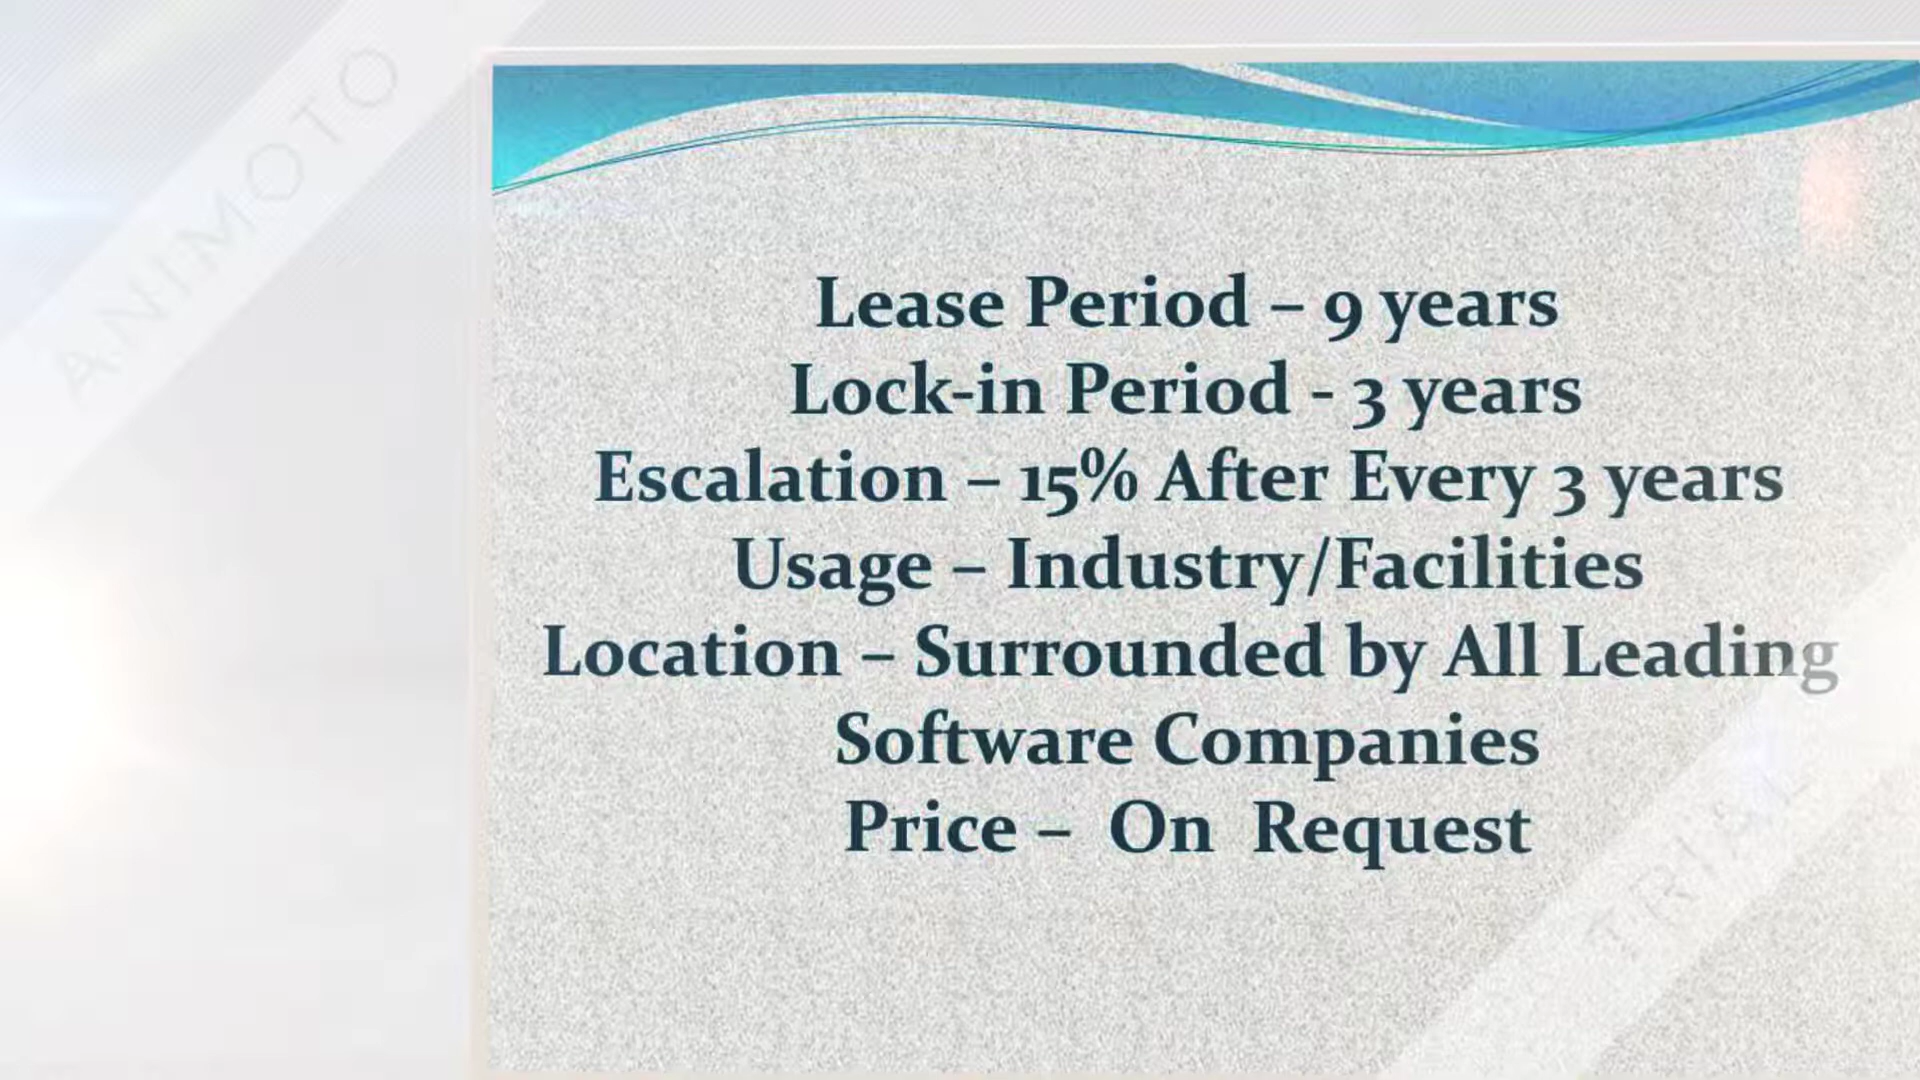 ANIMOTO
Lease Period – 9 years
Lock-in Period - 3 years
Escalation – 15% After Every 3 years
Usage – Industry/Facilities
Location – Surrounded by All Leading
Software Companies
Price – On Request
TRIAL